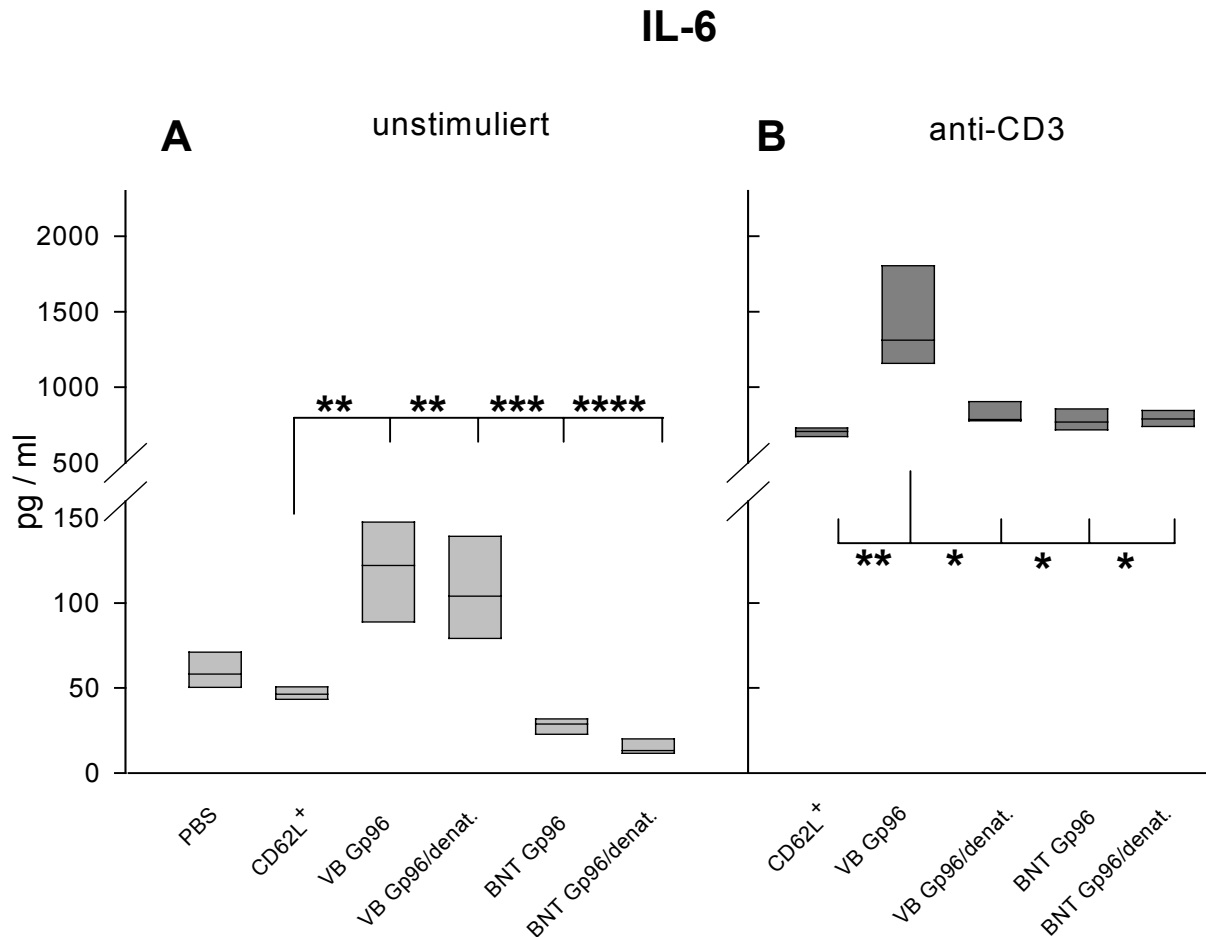 IL-6
A unstimuliert
B anti-CD3
pg / ml
2000
1500
1000
500
150
100
50
0
** ** *** ****
** * * *
PBS
CD62L+
VB Gp96
VB Gp96/denat.
BNT Gp96
BNT Gp96/denat.
CD62L+
VB Gp96
VB Gp96/denat.
BNT Gp96
BNT Gp96/denat.